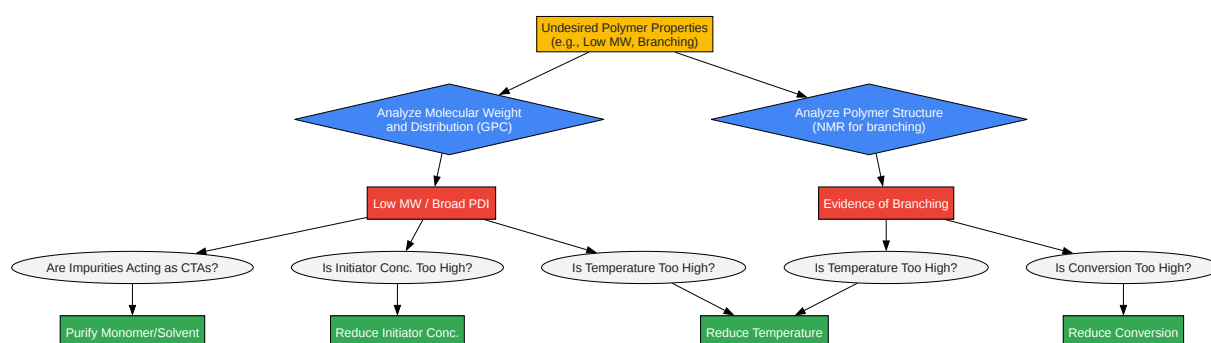 Undesired Polymer Properties
(e.g., Low MW, Branching)
Analyze Molecular Weight
and Distribution (GPC)
Analyze Polymer Structure
(NMR for branching)
Low MW / Broad PDI
Evidence of Branching
Are Impurities Acting as CTAs?
Is Initiator Conc. Too High?
Is Temperature Too High?
Is Temperature Too High?
Is Conversion Too High?
Purify Monomer/Solvent
Reduce Initiator Conc.
Reduce Temperature
Reduce Conversion